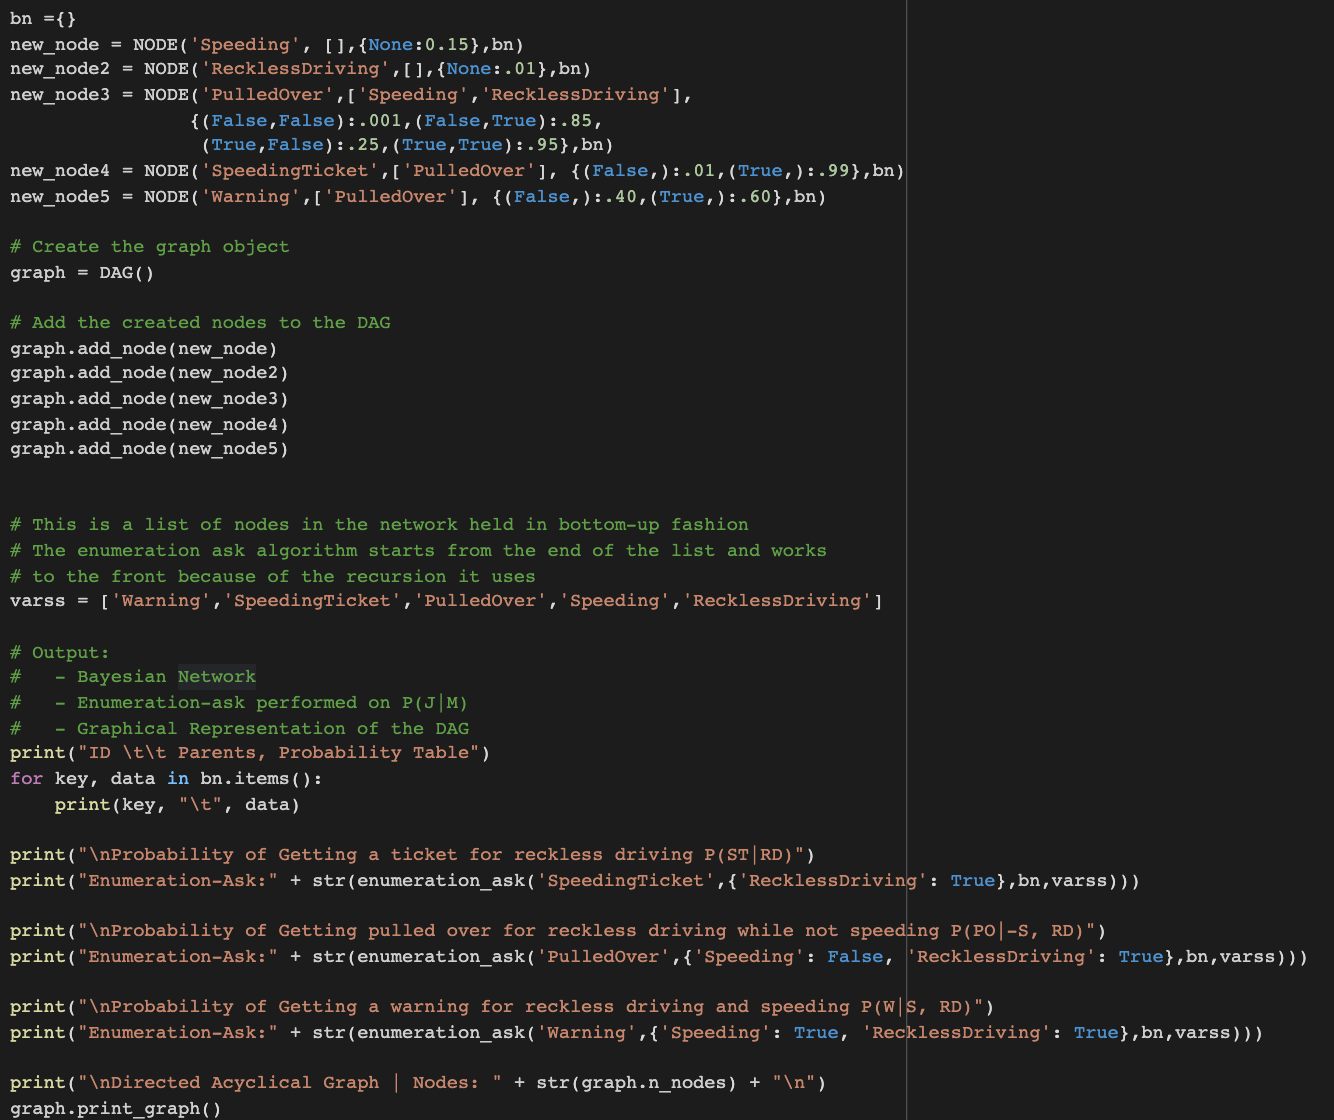 bn ={}
new_node = NODE('Speeding', [],{None:0.15},bn)
new_node2 = NODE('RecklessDriving',[],{None:.01},bn)
new_node3 = NODE('PulledOver',['Speeding','RecklessDriving'],
{(False,False):.001,(False,True):.85,
(True,False):.25,(True,True):.95},bn)
new_node4 = NODE('SpeedingTicket',['PulledOver'], {(False,):.01,(True,):.99},bn)
new_node5 = NODE('Warning',['PulledOver'], {(False,):.40,(True,):.60},bn)
# Create the graph object
graph = DAG()
# Add the created nodes to the DAG
graph.add_node(new_node)
graph.add_node(new_node2)
graph.add_node(new_node3)
graph.add_node(new_node4)
graph.add_node(new_node5)
# This is a list of nodes in the network held in bottom-up fashion
# The enumeration ask algorithm starts from the end of the list and works
# to the front because of the recursion it uses
varss = ['Warning','SpeedingTicket','PulledOver','Speeding','RecklessDriving']
# Output:
#   - Bayesian Network
#   - Enumeration-ask performed on P(J|M)
#   - Graphical Representation of the DAG
print("ID \t\t Parents, Probability Table")
for key, data in bn.items():
    print(key, "\t", data)
print("\nProbability of Getting a ticket for reckless driving P(ST|RD)")
print("Enumeration-Ask:" + str(enumeration_ask('SpeedingTicket',{'RecklessDriving': True},bn,varss)))
print("\nProbability of Getting pulled over for reckless driving while not speeding P(PO|-S, RD)")
print("Enumeration-Ask:" + str(enumeration_ask('PulledOver',{'Speeding': False, 'RecklessDriving': True},bn,varss)))
print("\nProbability of Getting a warning for reckless driving and speeding P(W|S, RD)")
print("Enumeration-Ask:" + str(enumeration_ask('Warning',{'Speeding': True, 'RecklessDriving': True},bn,varss)))
print("\nDirected Acyclical Graph | Nodes: " + str(graph.n_nodes) + "\n")
graph.print_graph()